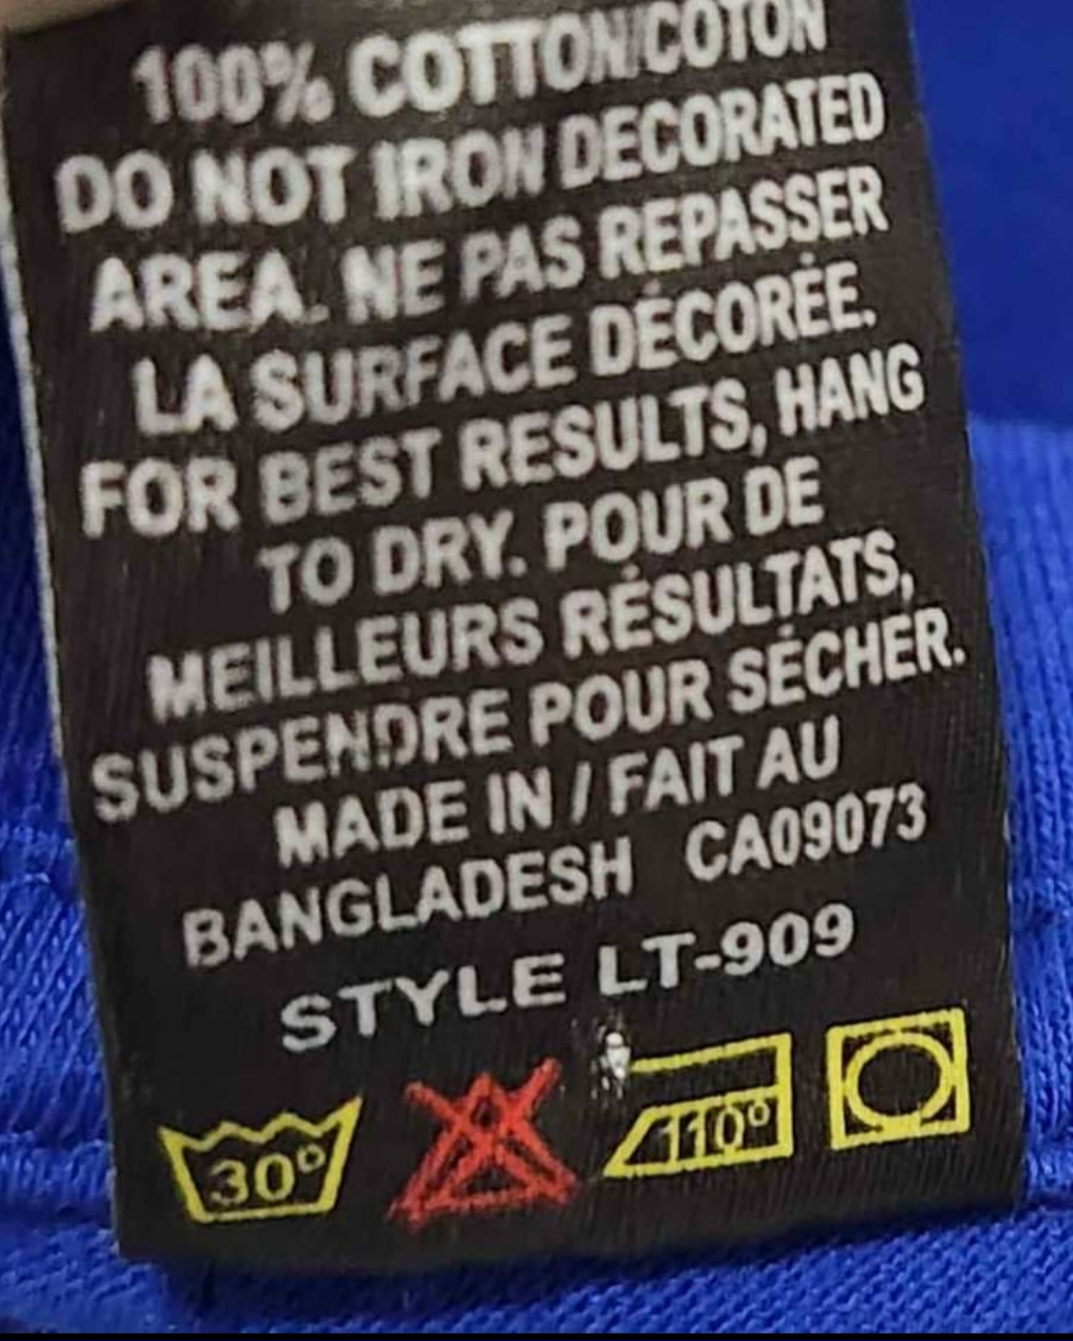 100% COTTON/COTON
DO NOT IRON DECORATED
AREA. NE PAS REPASSER
LA SURFACE DÉCORÉE.
FOR BEST RESULTS, HANG
TO DRY. POUR DE
MEILLEURS RÉSULTATS,
SUSPENDRE POUR SÉCHER.
MADE IN / FAIT AU
BANGLADESH CA09073
STYLE LT-909
30° 110°